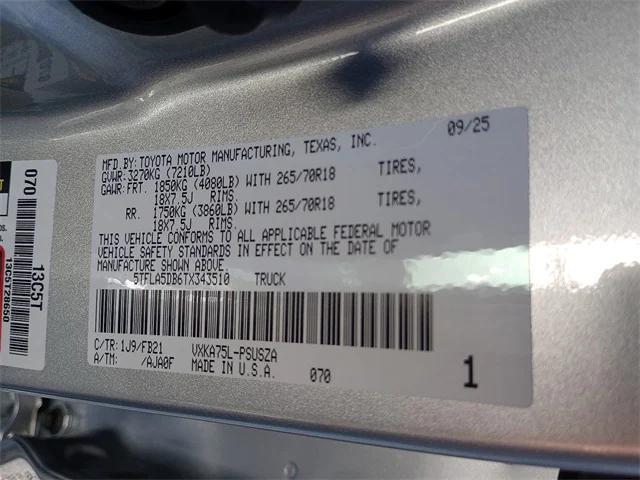 09/25
MFD.BY: TOYOTA MOTOR MANUFACTURING, TEXAS, INC.
GVWR: 3270KG (7210LB)
GAWR: FRT. 1850KG (4080LB) WITH 265/70R18 TIRES,
18X7.5J RIMS.
RR. 1750KG (3860LB) WITH 265/70R18 TIRES,
18X7.5J RIMS.
THIS VEHICLE CONFORMS TO ALL APPLICABLE FEDERAL MOTOR
VEHICLE SAFETY STANDARDS IN EFFECT ON THE DATE OF
MANUFACTURE SHOWN ABOVE.
5TFLA5DB6TX343510 TRUCK
C/TR: 1J9/FB21 VXKA75L-PSUSZA
A/TM: /AJA0F MADE IN U.S.A. 070 1
070
13C5T
13C5T28650